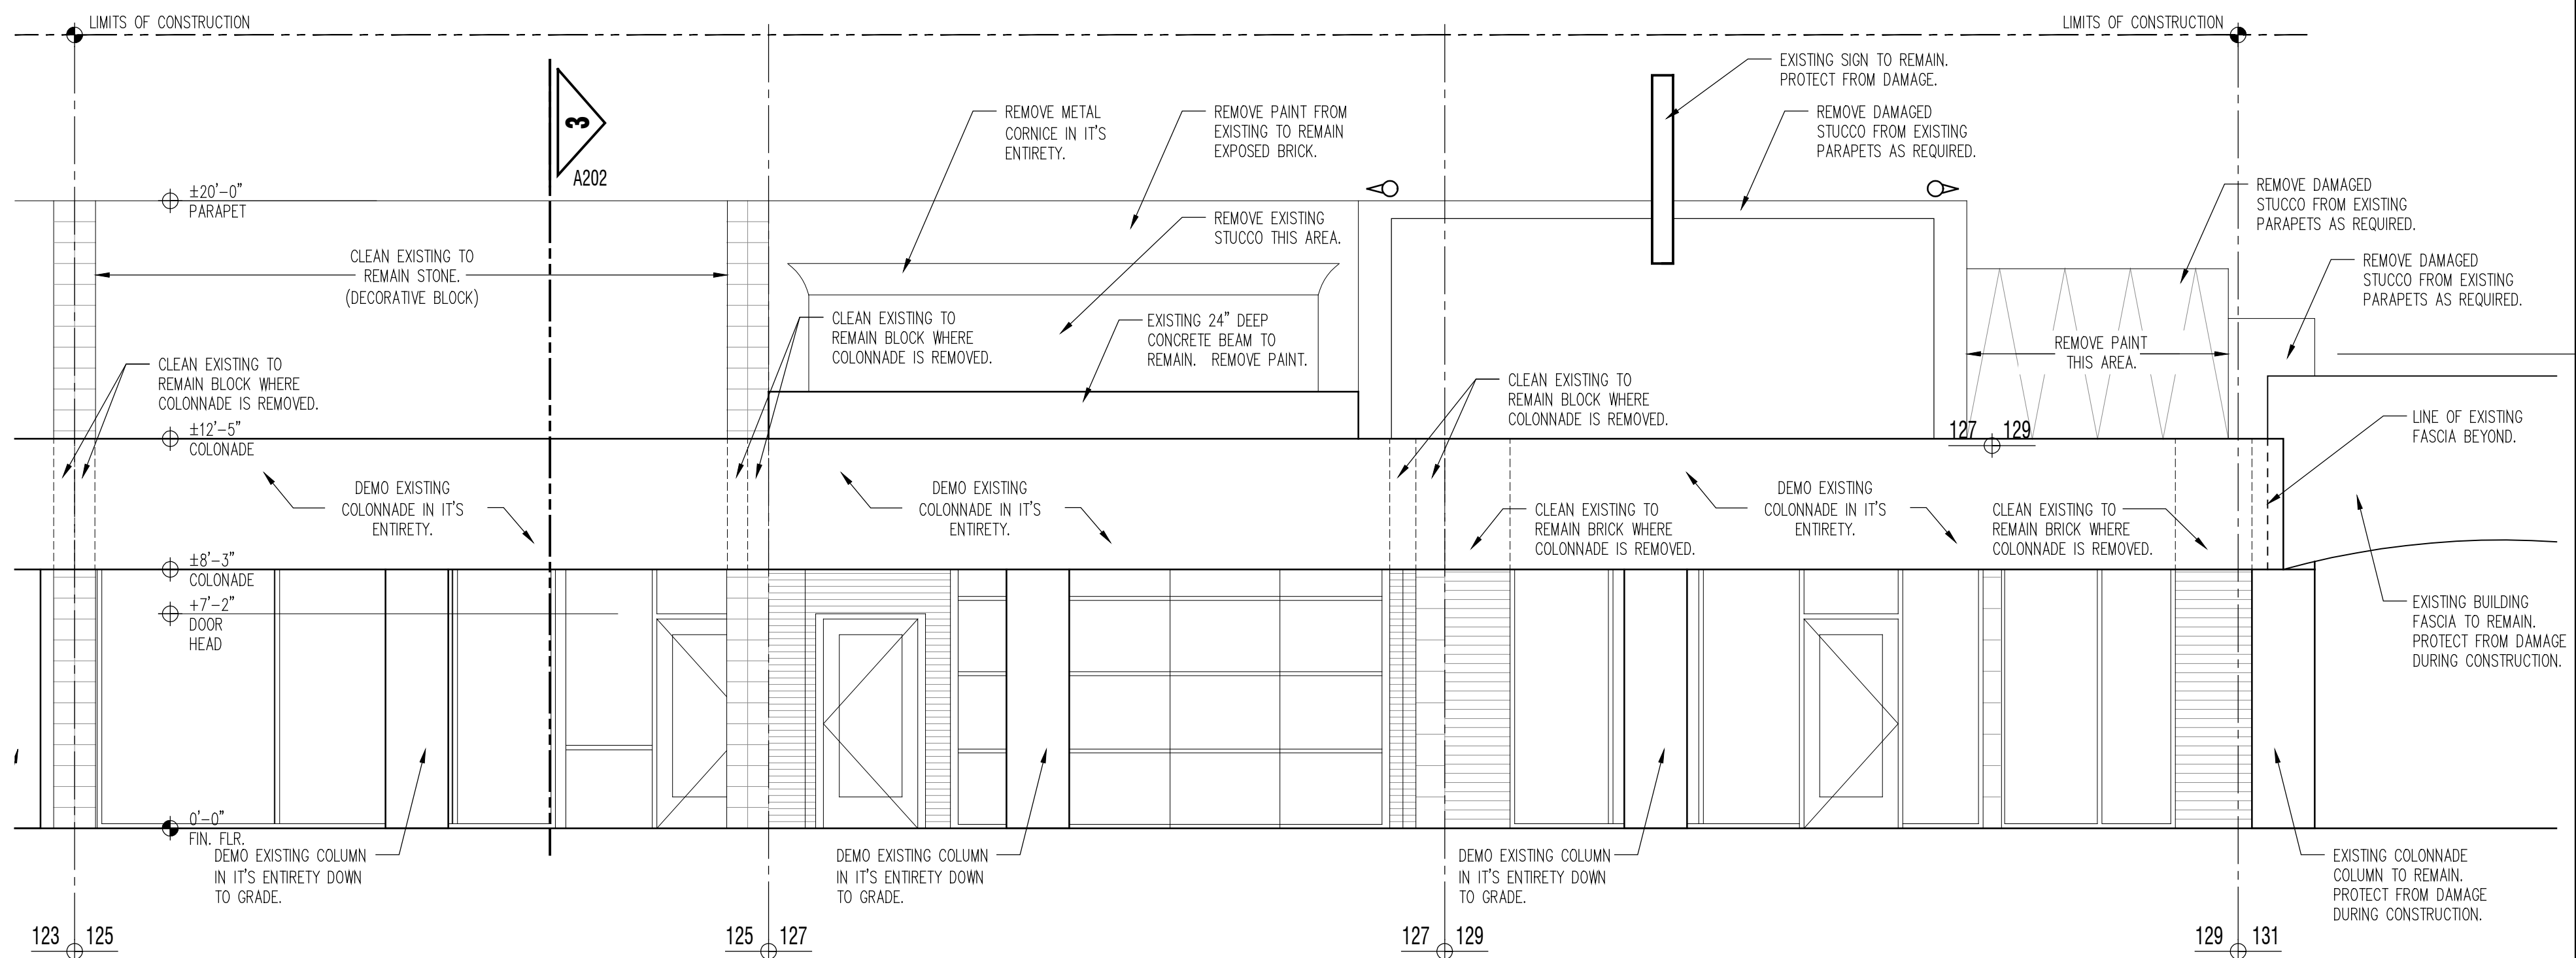 LIMITS OF CONSTRUCTION
LIMITS OF CONSTRUCTION
EXISTING SIGN TO REMAIN.
PROTECT FROM DAMAGE.
3
A202
REMOVE METAL
CORNICE IN IT'S
ENTIRETY.
REMOVE PAINT FROM
EXISTING TO REMAIN
EXPOSED BRICK.
REMOVE DAMAGED
STUCCO FROM EXISTING
PARAPETS AS REQUIRED.
±20'-0"
PARAPET
REMOVE EXISTING
STUCCO THIS AREA.
REMOVE DAMAGED
STUCCO FROM EXISTING
PARAPETS AS REQUIRED.
CLEAN EXISTING TO
REMAIN STONE.
(DECORATIVE BLOCK)
REMOVE DAMAGED
STUCCO FROM EXISTING
PARAPETS AS REQUIRED.
CLEAN EXISTING TO
REMAIN BLOCK WHERE
COLONNADE IS REMOVED.
EXISTING 24" DEEP
CONCRETE BEAM TO
REMAIN. REMOVE PAINT.
REMOVE PAINT
THIS AREA.
CLEAN EXISTING TO
REMAIN BLOCK WHERE
COLONNADE IS REMOVED.
CLEAN EXISTING TO
REMAIN BLOCK WHERE
COLONNADE IS REMOVED.
±12'-5"
COLONADE
127 129
LINE OF EXISTING
FASCIA BEYOND.
DEMO EXISTING
COLONNADE IN IT'S
ENTIRETY.
DEMO EXISTING
COLONNADE IN IT'S
ENTIRETY.
CLEAN EXISTING TO
REMAIN BRICK WHERE
COLONNADE IS REMOVED.
DEMO EXISTING
COLONNADE IN IT'S
ENTIRETY.
CLEAN EXISTING TO
REMAIN BRICK WHERE
COLONNADE IS REMOVED.
±8'-3"
COLONADE
+7'-2"
DOOR
HEAD
EXISTING BUILDING
FASCIA TO REMAIN.
PROTECT FROM DAMAGE
DURING CONSTRUCTION.
0'-0"
FIN. FLR.
DEMO EXISTING COLUMN
IN IT'S ENTIRETY DOWN
TO GRADE.
DEMO EXISTING COLUMN
IN IT'S ENTIRETY DOWN
TO GRADE.
DEMO EXISTING COLUMN
IN IT'S ENTIRETY DOWN
TO GRADE.
EXISTING COLONNADE
COLUMN TO REMAIN.
PROTECT FROM DAMAGE
DURING CONSTRUCTION.
123 125
125 127
127 129
129 131